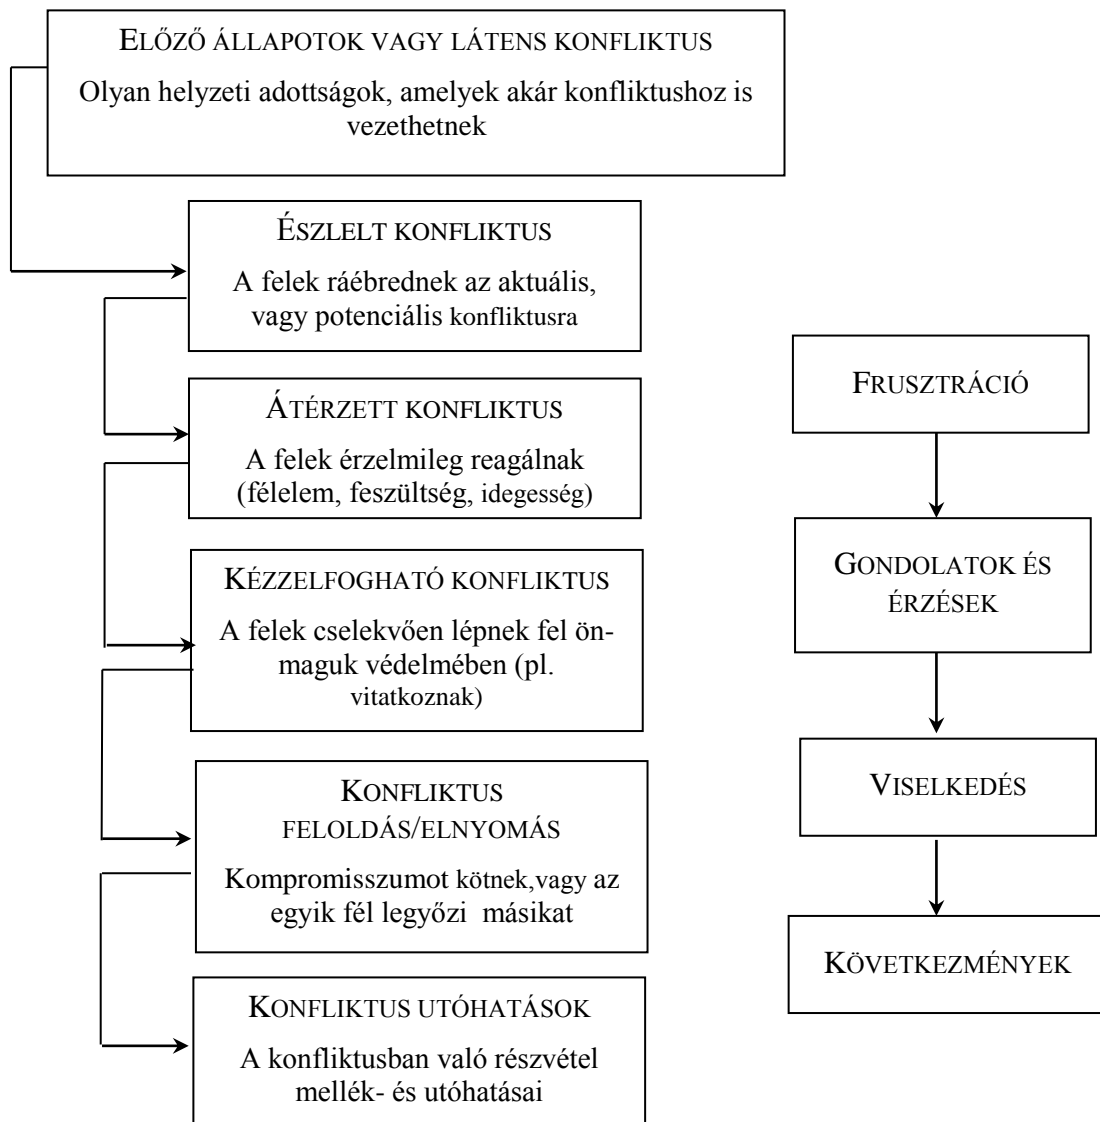 ELŐZŐ ÁLLAPOTOK VAGY LÁTENS KONFLIKTUS
Olyan helyzeti adottságok, amelyek akár konfliktushoz is
vezethetnek
ÉSZLELT KONFLIKTUS
A felek ráébrednek az aktuális,
vagy potenciális konfliktusra
ÁTÉRZETT KONFLIKTUS
A felek érzelmileg reagálnak
(félelem, feszültség, idegesség)
KÉZZELFOGHATÓ KONFLIKTUS
A felek cselekvően lépnek fel ön-
maguk védelmében (pl.
vitatkoznak)
KONFLIKTUS
FELOLDÁS/ELNYOMÁS
Kompromisszumot kötnek,vagy az
egyik fél legyőzi másikat
KONFLIKTUS UTÓHATÁSOK
A konfliktusban való részvétel
mellék- és utóhatásai
FRUSZTRÁCIÓ
GONDOLATOK ÉS
ÉRZÉSEK
VISELKEDÉS
KÖVETKEZMÉNYEK